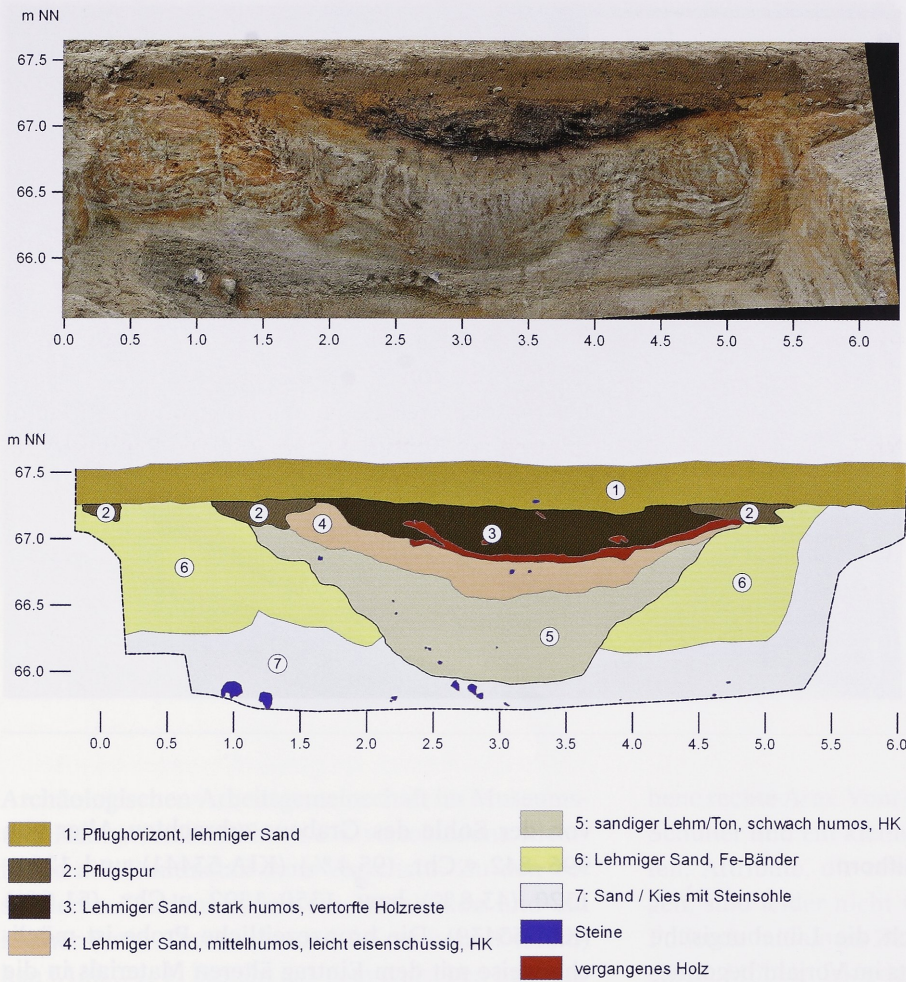 m NN
67.5
67.0
66.5
66.0
0.0 0.5 1.0 1.5 2.0 2.5 3.0 3.5 4.0 4.5 5.0 5.5 6.0
m NN
67.5
1
2 2 2
4 3
67.0
6 6
66.5
5
7
66.0
0.0 0.5 1.0 1.5 2.0 2.5 3.0 3.5 4.0 4.5 5.0 5.5 6.0
1: Pflughorizont, lehmiger Sand
2: Pflugspur
3: Lehmiger Sand, stark humos, vertorfte Holzreste
4: Lehmiger Sand, mittelhumos, leicht eisenschüssig, HK
5: sandiger Lehm/Ton, schwach humos, HK
6: Lehmiger Sand, Fe-Bänder
7: Sand / Kies mit Steinsohle
Steine
vergangenes Holz